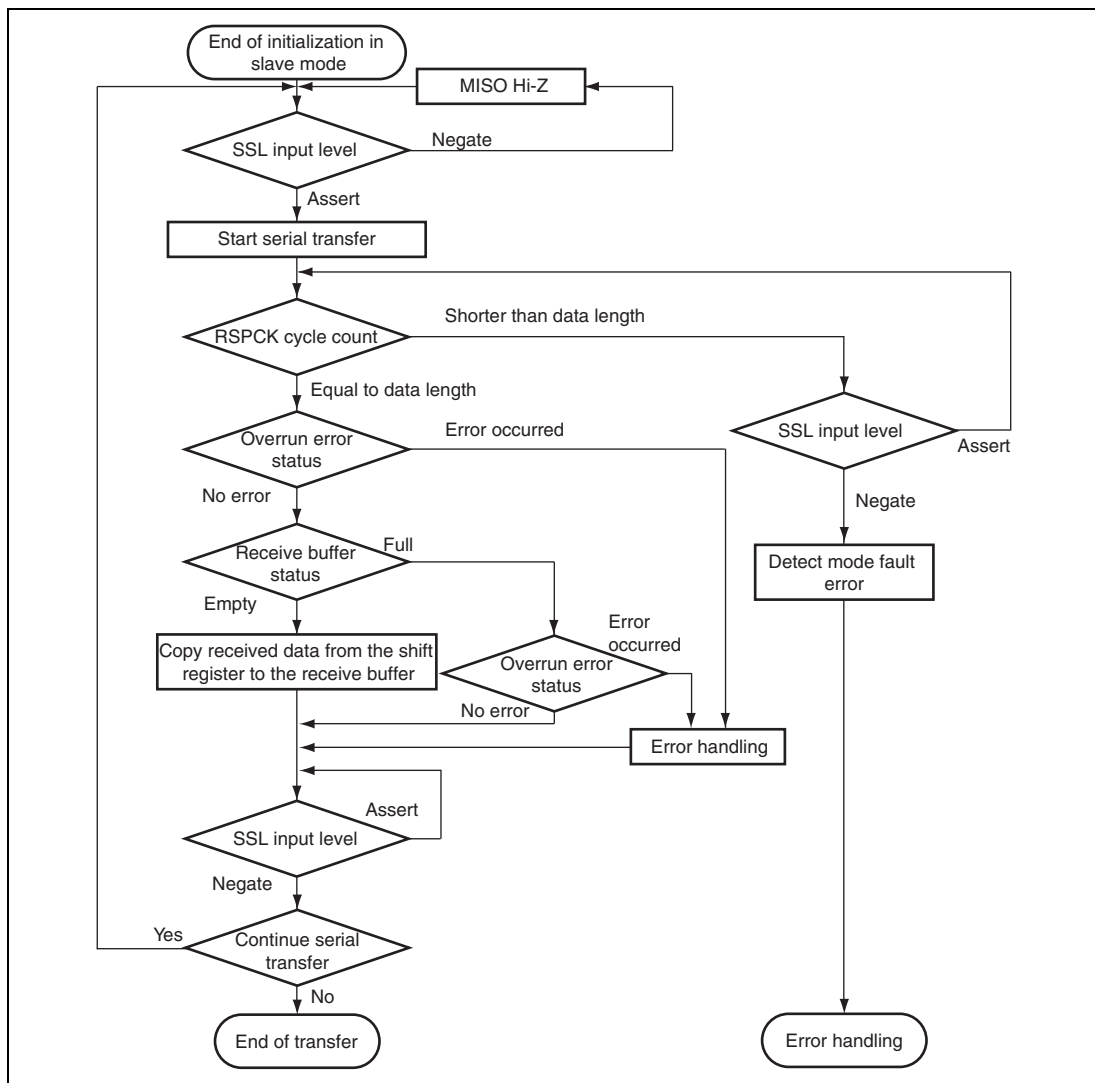 End of initialization in
slave mode
MISO Hi-Z
SSL input level
Negate
Assert
Start serial transfer
RSPCK cycle count
Shorter than data length
Equal to data length
SSL input level
Assert
Overrun error
status
Error occurred
No error
Negate
Receive buffer
status
Full
Detect mode fault
error
Empty
Copy received data from the shift
register to the receive buffer
Error
occurred
Overrun error
status
No error
Error handling
Assert
SSL input level
Negate
Yes
Continue serial
transfer
No
End of transfer
Error handling